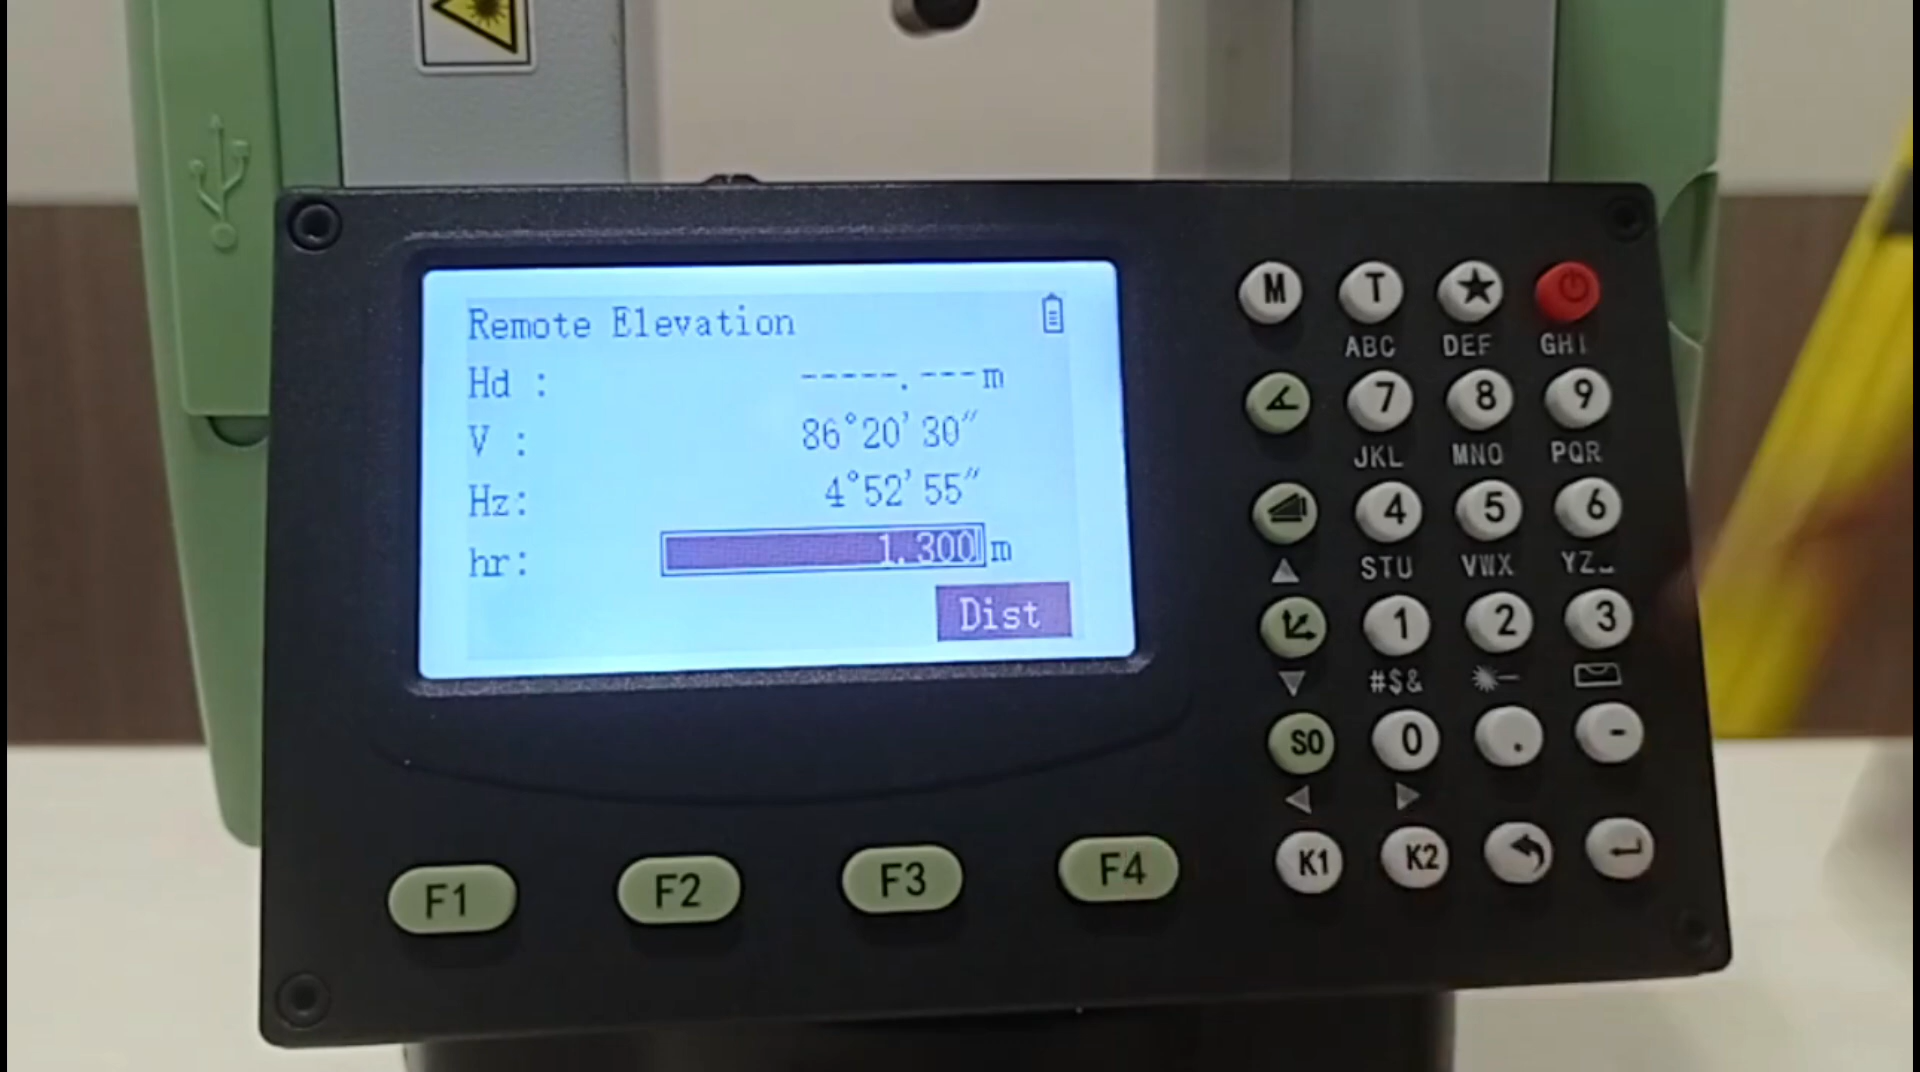 Remote Elevation
Hd : -----.--- m
V : 86°20'30"
Hz: 4°52'55"
hr: 1.300 m
Dist
M T ★
ABC DEF GHI
7 8 9
JKL MNO PQR
4 5 6
STU VWX YZ_
1 2 3
#$&
S0 0 . -
K1 K2
F1 F2 F3 F4